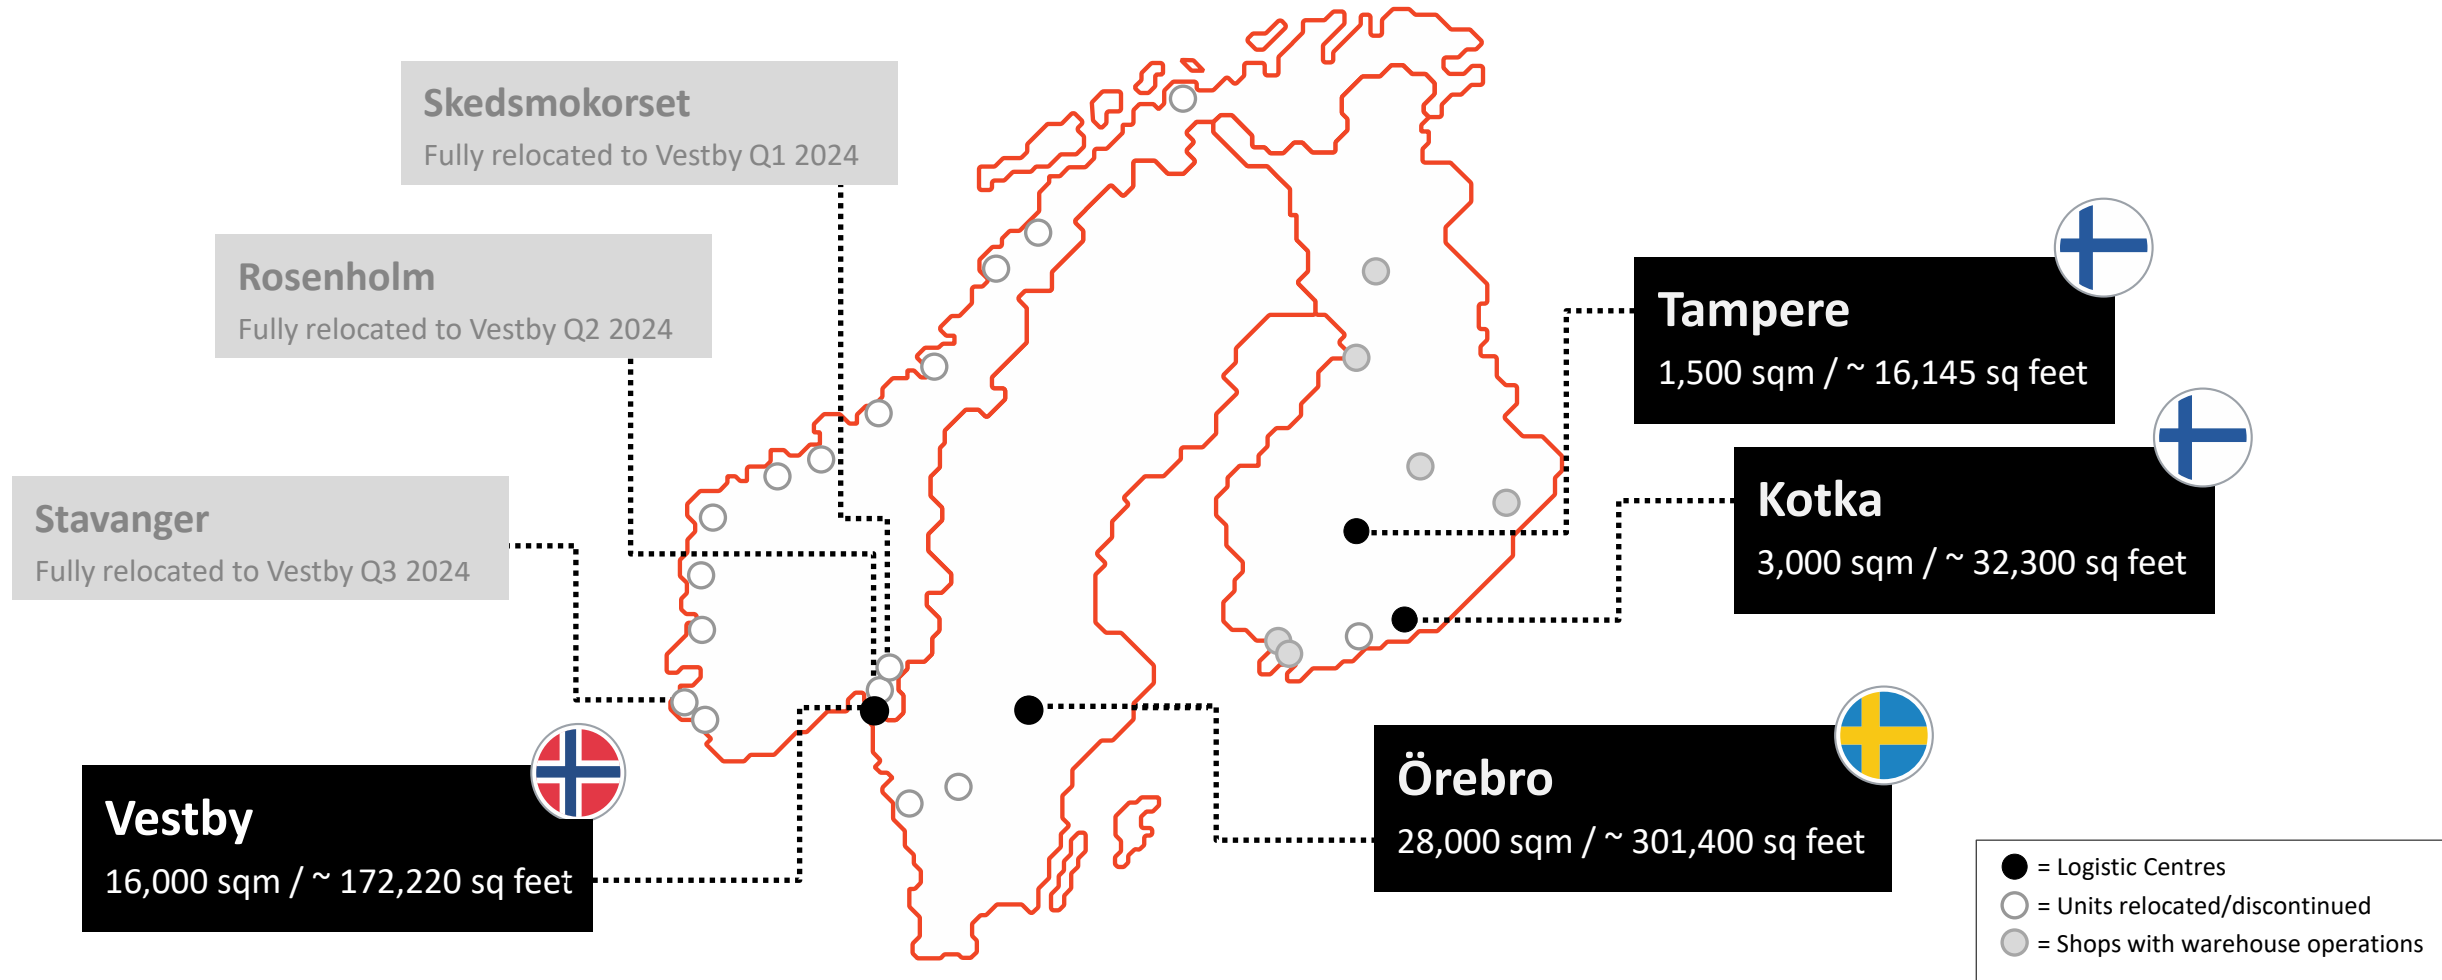 Skedsmokorset
Fully relocated to Vestby Q1 2024
Rosenholm
Fully relocated to Vestby Q2 2024
Stavanger
Fully relocated to Vestby Q3 2024
Vestby
16,000 sqm / ~ 172,220 sq feet
Tampere
1,500 sqm / ~ 16,145 sq feet
Kotka
3,000 sqm / ~ 32,300 sq feet
Örebro
28,000 sqm / ~ 301,400 sq feet
= Logistic Centres
= Units relocated/discontinued
= Shops with warehouse operations